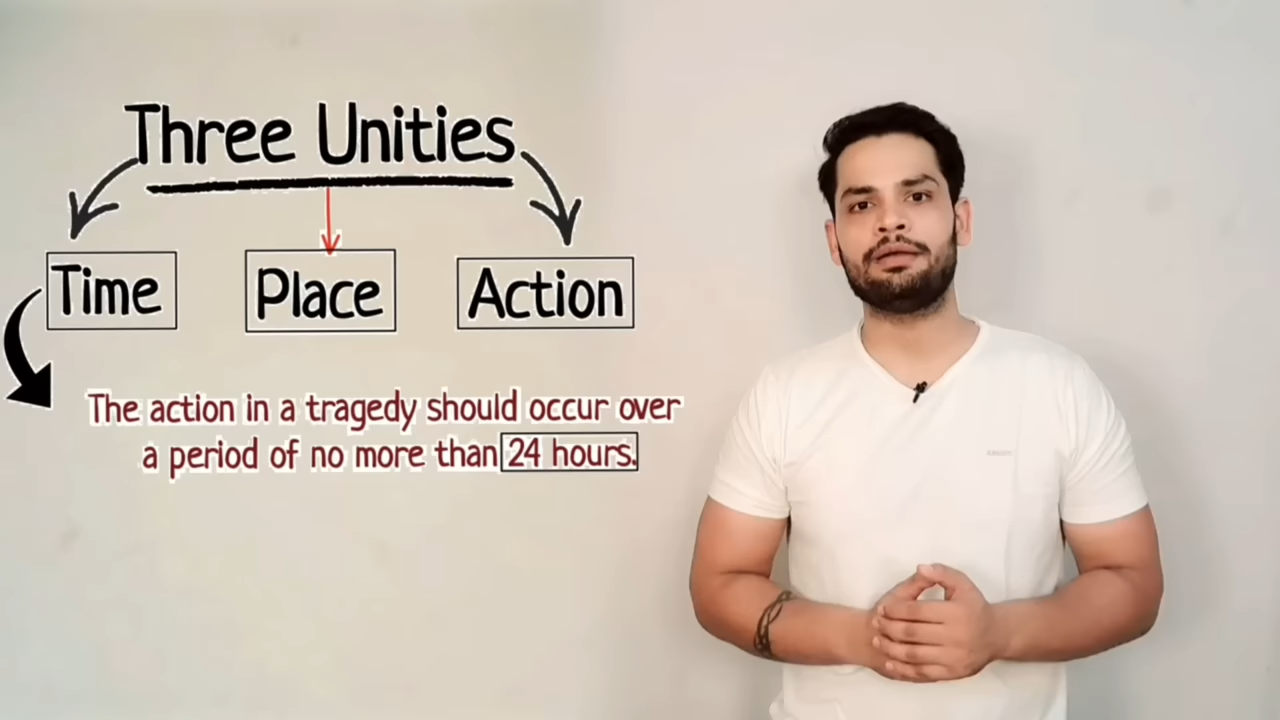 Three Unities
Time
Place
Action
The action in a tragedy should occur over
a period of no more than 24 hours.